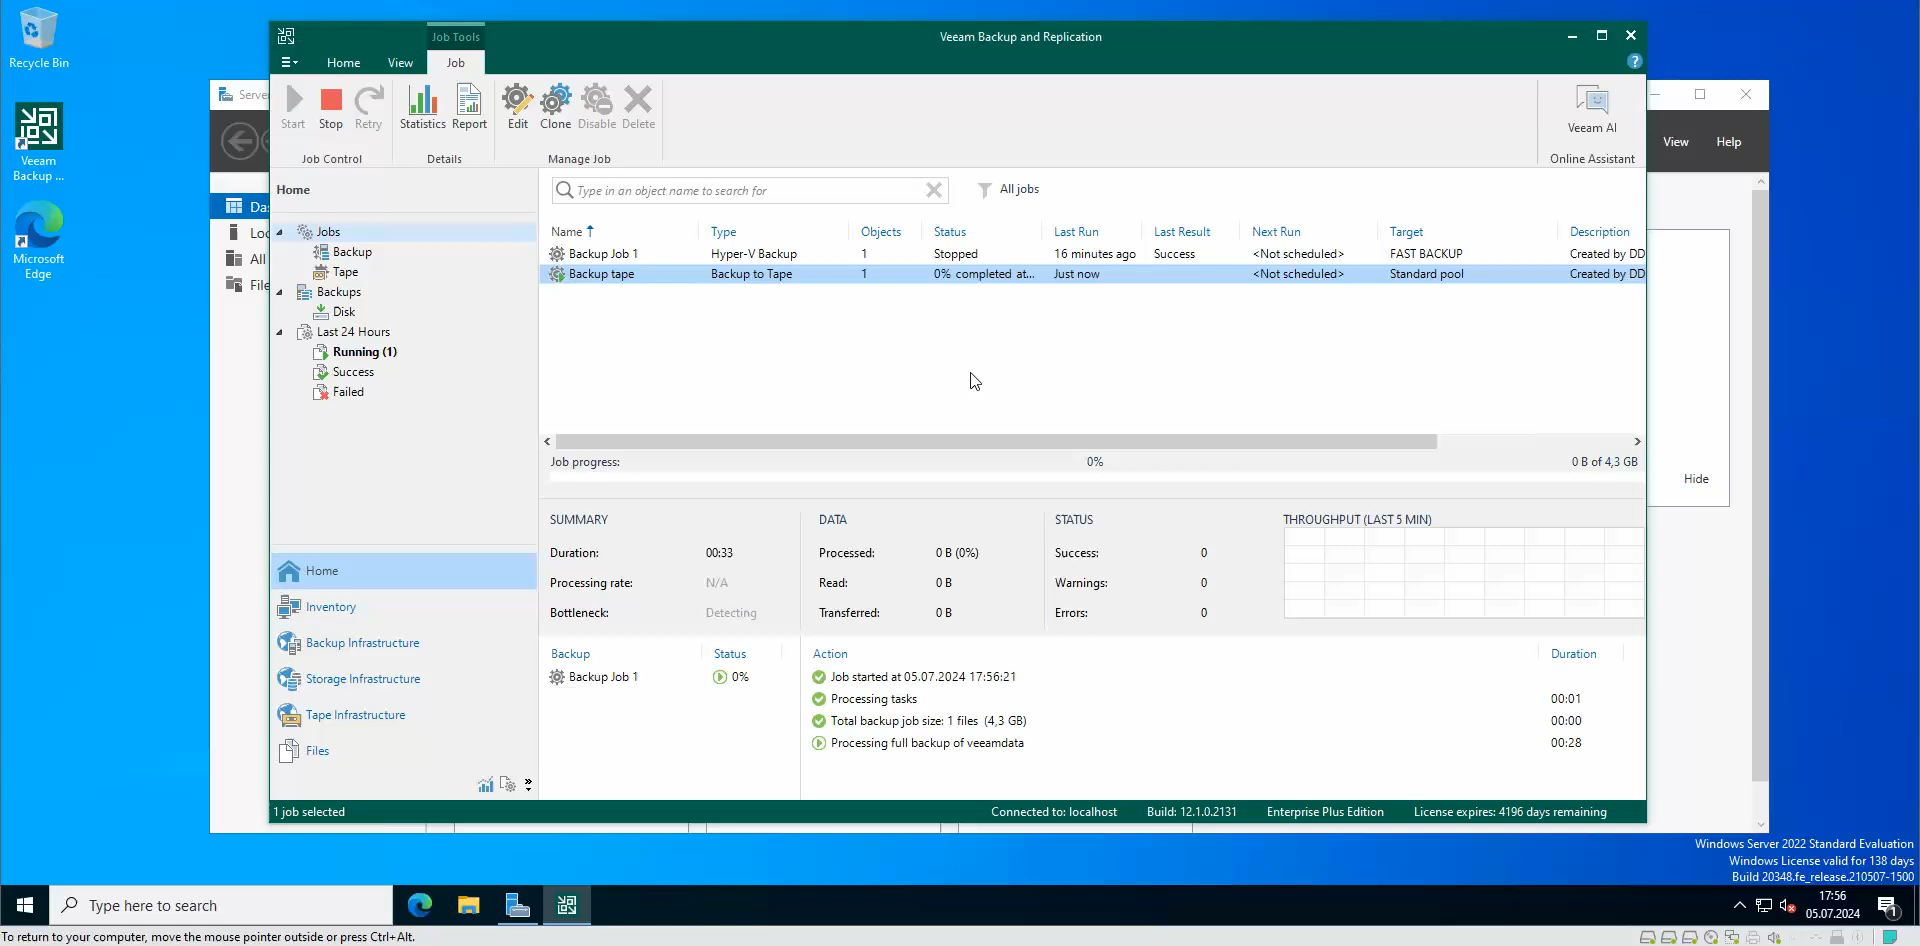 Recycle Bin
Veeam
Backup ...
Microsoft
Edge
Job Tools
Veeam Backup and Replication
Home View Job
Start Stop Retry Statistics Report Edit Clone Disable Delete
Job Control Details Manage Job
Veeam AI
Online Assistant
View Help
Hide
Home
Type in an object name to search for
All jobs
Jobs
Backup
Tape
Backups
Disk
Last 24 Hours
Running (1)
Success
Failed
Name Type Objects Status Last Run Last Result Next Run Target Description
Backup Job 1 Hyper-V Backup 1 Stopped 16 minutes ago Success <Not scheduled> FAST BACKUP Created by DD
Backup tape Backup to Tape 1 0% completed at... Just now <Not scheduled> Standard pool Created by DD
Job progress: 0% 0 B of 4,3 GB
SUMMARY DATA STATUS THROUGHPUT (LAST 5 MIN)
Duration: 00:33 Processed: 0 B (0%) Success: 0
Processing rate: N/A Read: 0 B Warnings: 0
Bottleneck: Detecting Transferred: 0 B Errors: 0
Home
Inventory
Backup Infrastructure
Storage Infrastructure
Tape Infrastructure
Files
Backup Status Action Duration
Backup Job 1 0% Job started at 05.07.2024 17:56:21
Processing tasks 00:01
Total backup job size: 1 files (4,3 GB) 00:00
Processing full backup of veeamdata 00:28
1 job selected Connected to: localhost Build: 12.1.0.2131 Enterprise Plus Edition License expires: 4196 days remaining
Windows Server 2022 Standard Evaluation
Windows License valid for 138 days
Build 20348.fe_release.210507-1500
Type here to search
17:56
05.07.2024
1
To return to your computer, move the mouse pointer outside or press Ctrl+Alt.